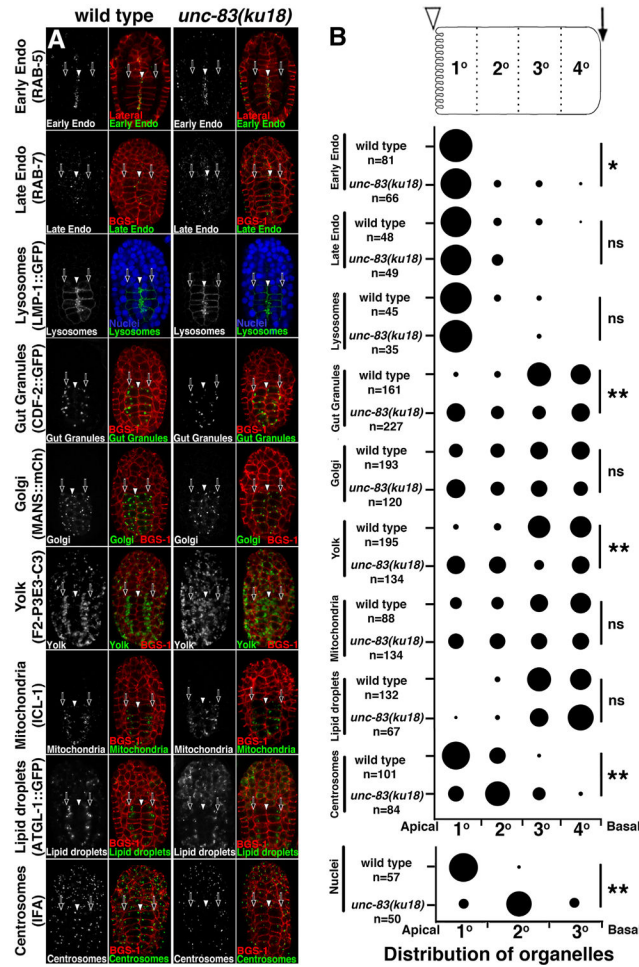 wild type unc-83(ku18)
A
Early Endo
(RAB-5)
Lateral
Early Endo
Early Endo
Lateral
Early Endo
Early Endo
Late Endo
(RAB-7)
Late Endo
BGS-1
Late Endo
Late Endo
BGS-1
Late Endo
Lysosomes
(LMP-1::GFP)
Lysosomes
Nuclei
Lysosomes
Lysosomes
Nuclei
Lysosomes
Gut Granules
(CDF-2::GFP)
Gut Granules
BGS-1
Gut Granules
Gut Granules
BGS-1
Gut Granules
Golgi
(MANS::mCh)
Golgi
Golgi BGS-1
Golgi
Golgi BGS-1
Yolk
(F2-P3E3-C3)
Yolk
Yolk BGS-1
Yolk
Yolk BGS-1
Mitochondria
(ICL-1)
Mitochondria
BGS-1
Mitochondria
Mitochondria
BGS-1
Mitochondria
Lipid droplets
(ATGL-1::GFP)
Lipid droplets
BGS-1
Lipid droplets
Lipid droplets
BGS-1
Lipid droplets
Centrosomes
(IFA)
Centrosomes
BGS-1
Centrosomes
Centrosomes
BGS-1
Centrosomes
B
1° 2° 3° 4°
Early Endo
wild type
n=81
unc-83(ku18)
n=66
*
Late Endo
wild type
n=48
unc-83(ku18)
n=49
ns
Lysosomes
wild type
n=45
unc-83(ku18)
n=35
ns
Gut Granules
wild type
n=161
unc-83(ku18)
n=227
**
Golgi
wild type
n=193
unc-83(ku18)
n=120
ns
Yolk
wild type
n=195
unc-83(ku18)
n=134
**
Mitochondria
wild type
n=88
unc-83(ku18)
n=134
ns
Lipid droplets
wild type
n=132
unc-83(ku18)
n=67
ns
Centrosomes
wild type
n=101
unc-83(ku18)
n=84
**
Apical 1° 2° 3° 4° Basal
Nuclei
wild type
n=57
unc-83(ku18)
n=50
**
Apical 1° 2° 3° Basal
Distribution of organelles